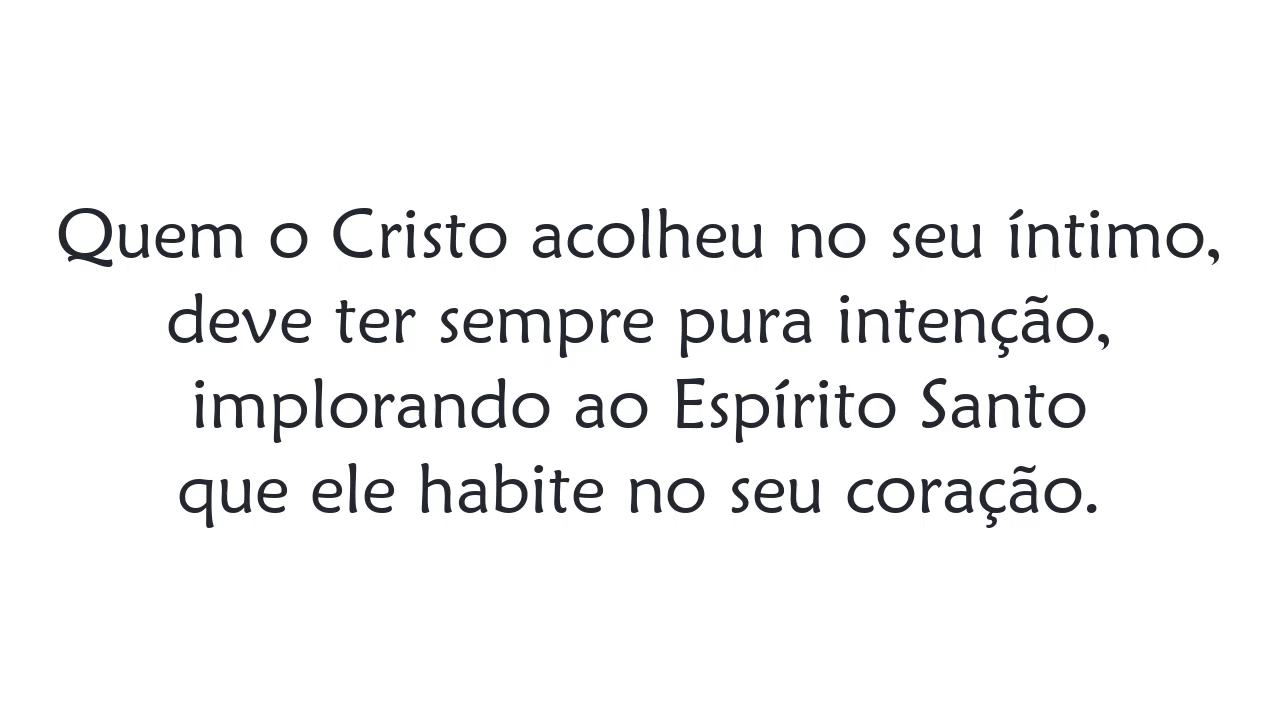 Quem o Cristo acolheu no seu íntimo,
deve ter sempre pura intenção,
implorando ao Espírito Santo
que ele habite no seu coração.